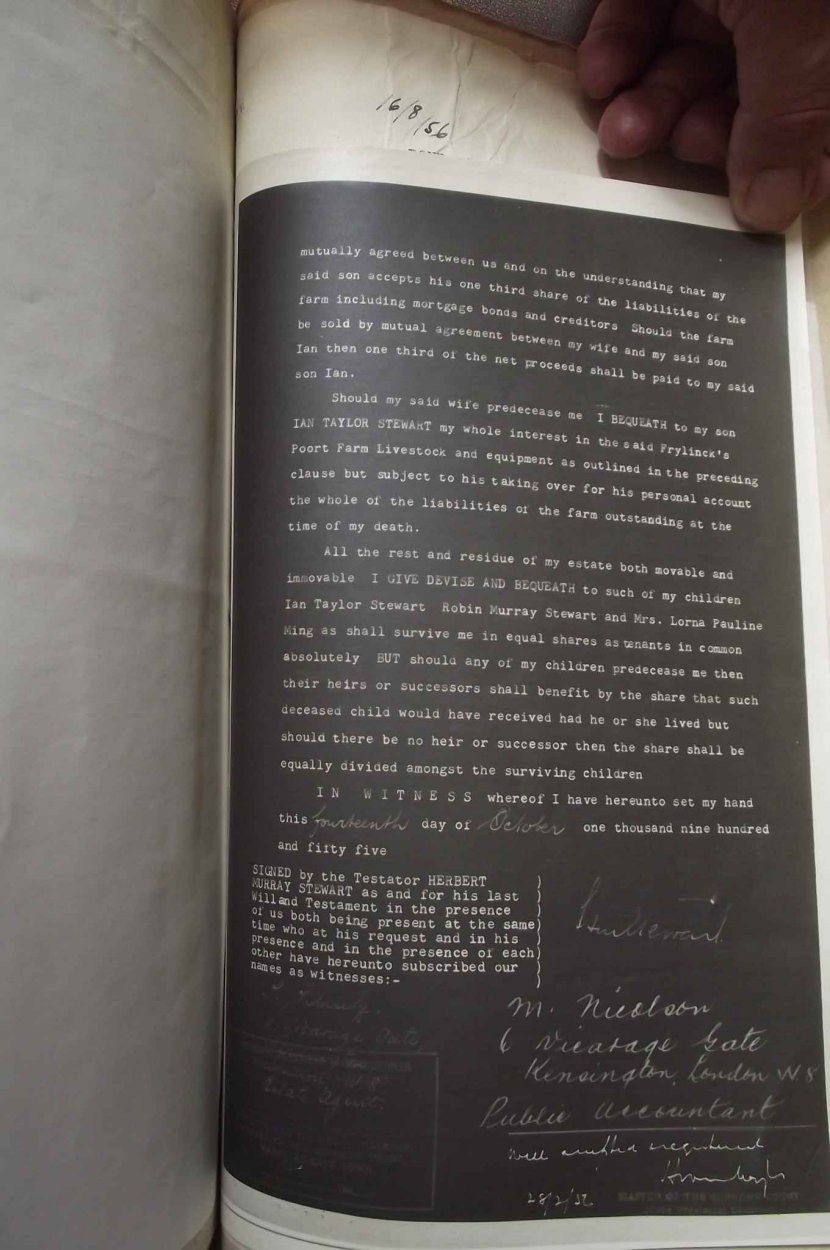 16/8/56
mutually agreed between us and on the understanding that my
said son accepts his one third share of the liabilities of the
farm including mortgage bonds and creditors Should the farm
be sold by mutual agreement between my wife and my said son
Ian then one third of the net proceeds shall be paid to my said
son Ian.
Should my said wife predecease me I BEQUEATH to my son
IAN TAYLOR STEWART my whole interest in the said Frylinck's
Poort Farm Livestock and equipment as outlined in the preceding
clause but subject to his taking over for his personal account
the whole of the liabilities of the farm outstanding at the
time of my death.
All the rest and residue of my estate both movable and
immovable I GIVE DEVISE AND BEQUEATH to such of my children
Ian Taylor Stewart Robin Murray Stewart and Mrs. Lorna Pauline
Ming as shall survive me in equal shares as tenants in common
absolutely BUT should any of my children predecease me then
their heirs or successors shall benefit by the share that such
deceased child would have received had he or she lived but
should there be no heir or successor then the share shall be
equally divided amongst the surviving children
IN WITNESS whereof I have hereunto set my hand
this fourteenth day of October one thousand nine hundred
and fifty five
SIGNED by the Testator HERBERT
MURRAY STEWART as and for his last
Will and Testament in the presence
of us both being present at the same
time who at his request and in his
presence and in the presence of each
other have hereunto subscribed our
names as witnesses:-
Vicarage Gate
Estate Agent.
M. Nicolson
6 Vicarage Gate
Kensington, London W.8
Public Accountant
Will registered
MASTER OF THE SUPREME COURT